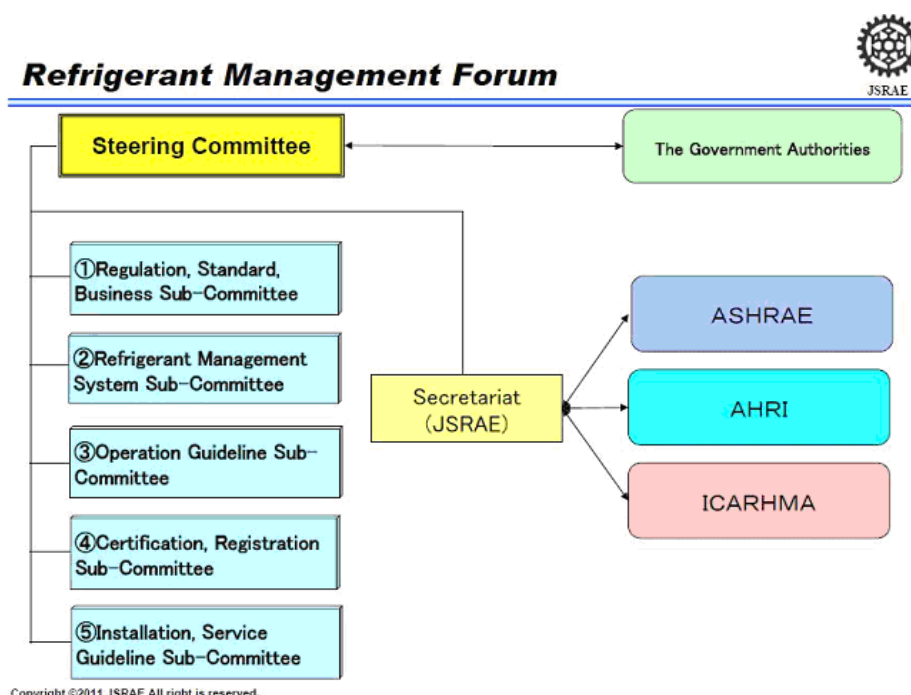 Refrigerant Management Forum
JSRAE
Steering Committee
The Government Authorities
①Regulation, Standard,
Business Sub-Committee
②Refrigerant Management
System Sub-Committee
③Operation Guideline Sub-
Committee
④Certification, Registration
Sub-Committee
⑤Installation, Service
Guideline Sub-Committee
Secretariat
(JSRAE)
ASHRAE
AHRI
ICARHMA
Copyright ©2011 JSRAE All right is reserved.